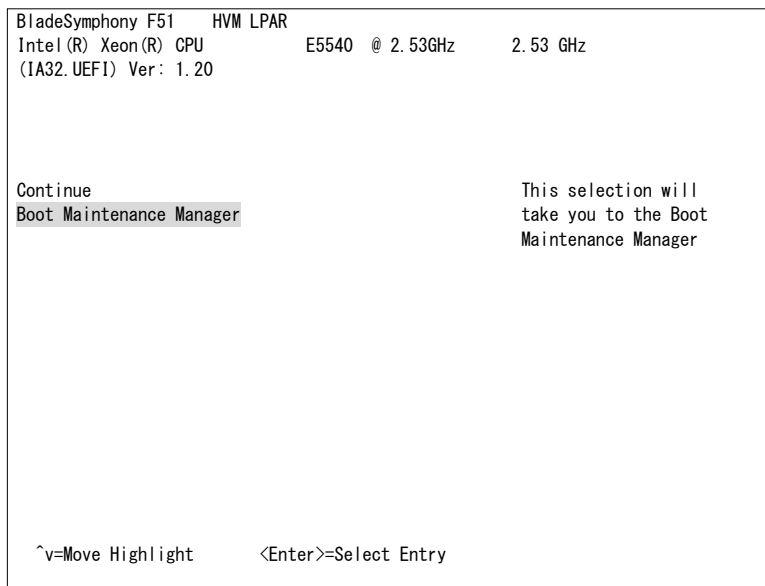 BladeSymphony F51 HVM LPAR
Intel(R) Xeon(R) CPU E5540 @ 2.53GHz 2.53 GHz
(IA32.UEFI) Ver: 1.20
Continue This selection will
Boot Maintenance Manager take you to the Boot
Maintenance Manager
^v=Move Highlight <Enter>=Select Entry